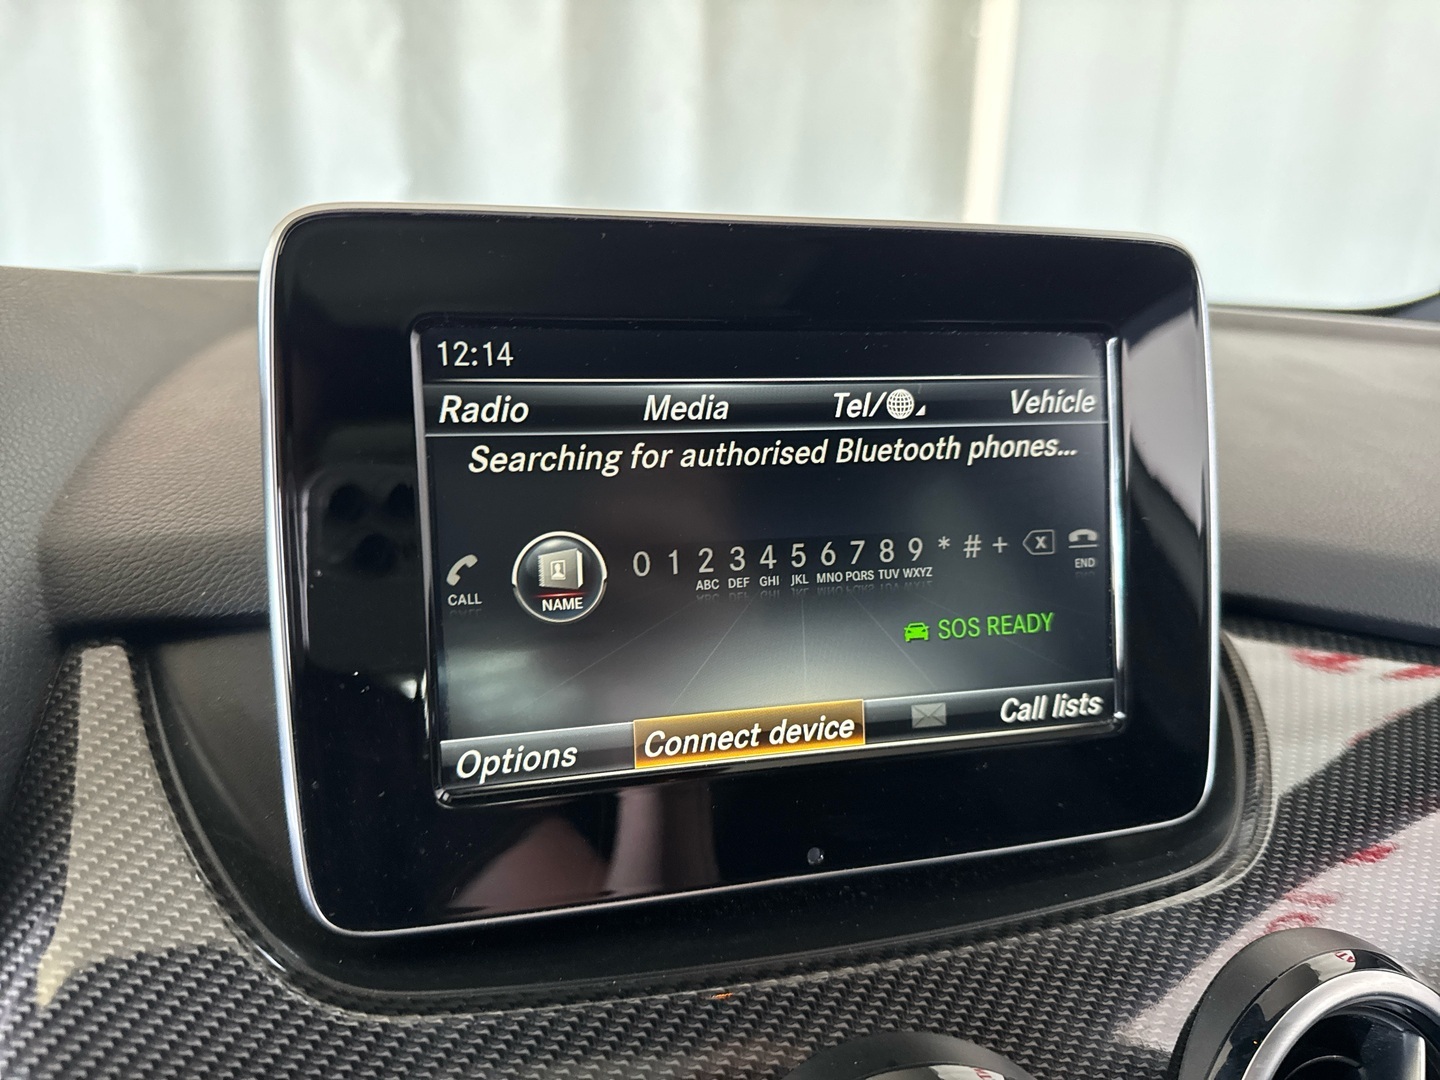 12:14
Radio Media Tel/ Vehicle
Searching for authorised Bluetooth phones...
0 1 2 3 4 5 6 7 8 9 * # + X
CALL NAME ABC DEF GHI JKL MNO PQRS TUV WXYZ END
SOS READY
Options Connect device Call lists